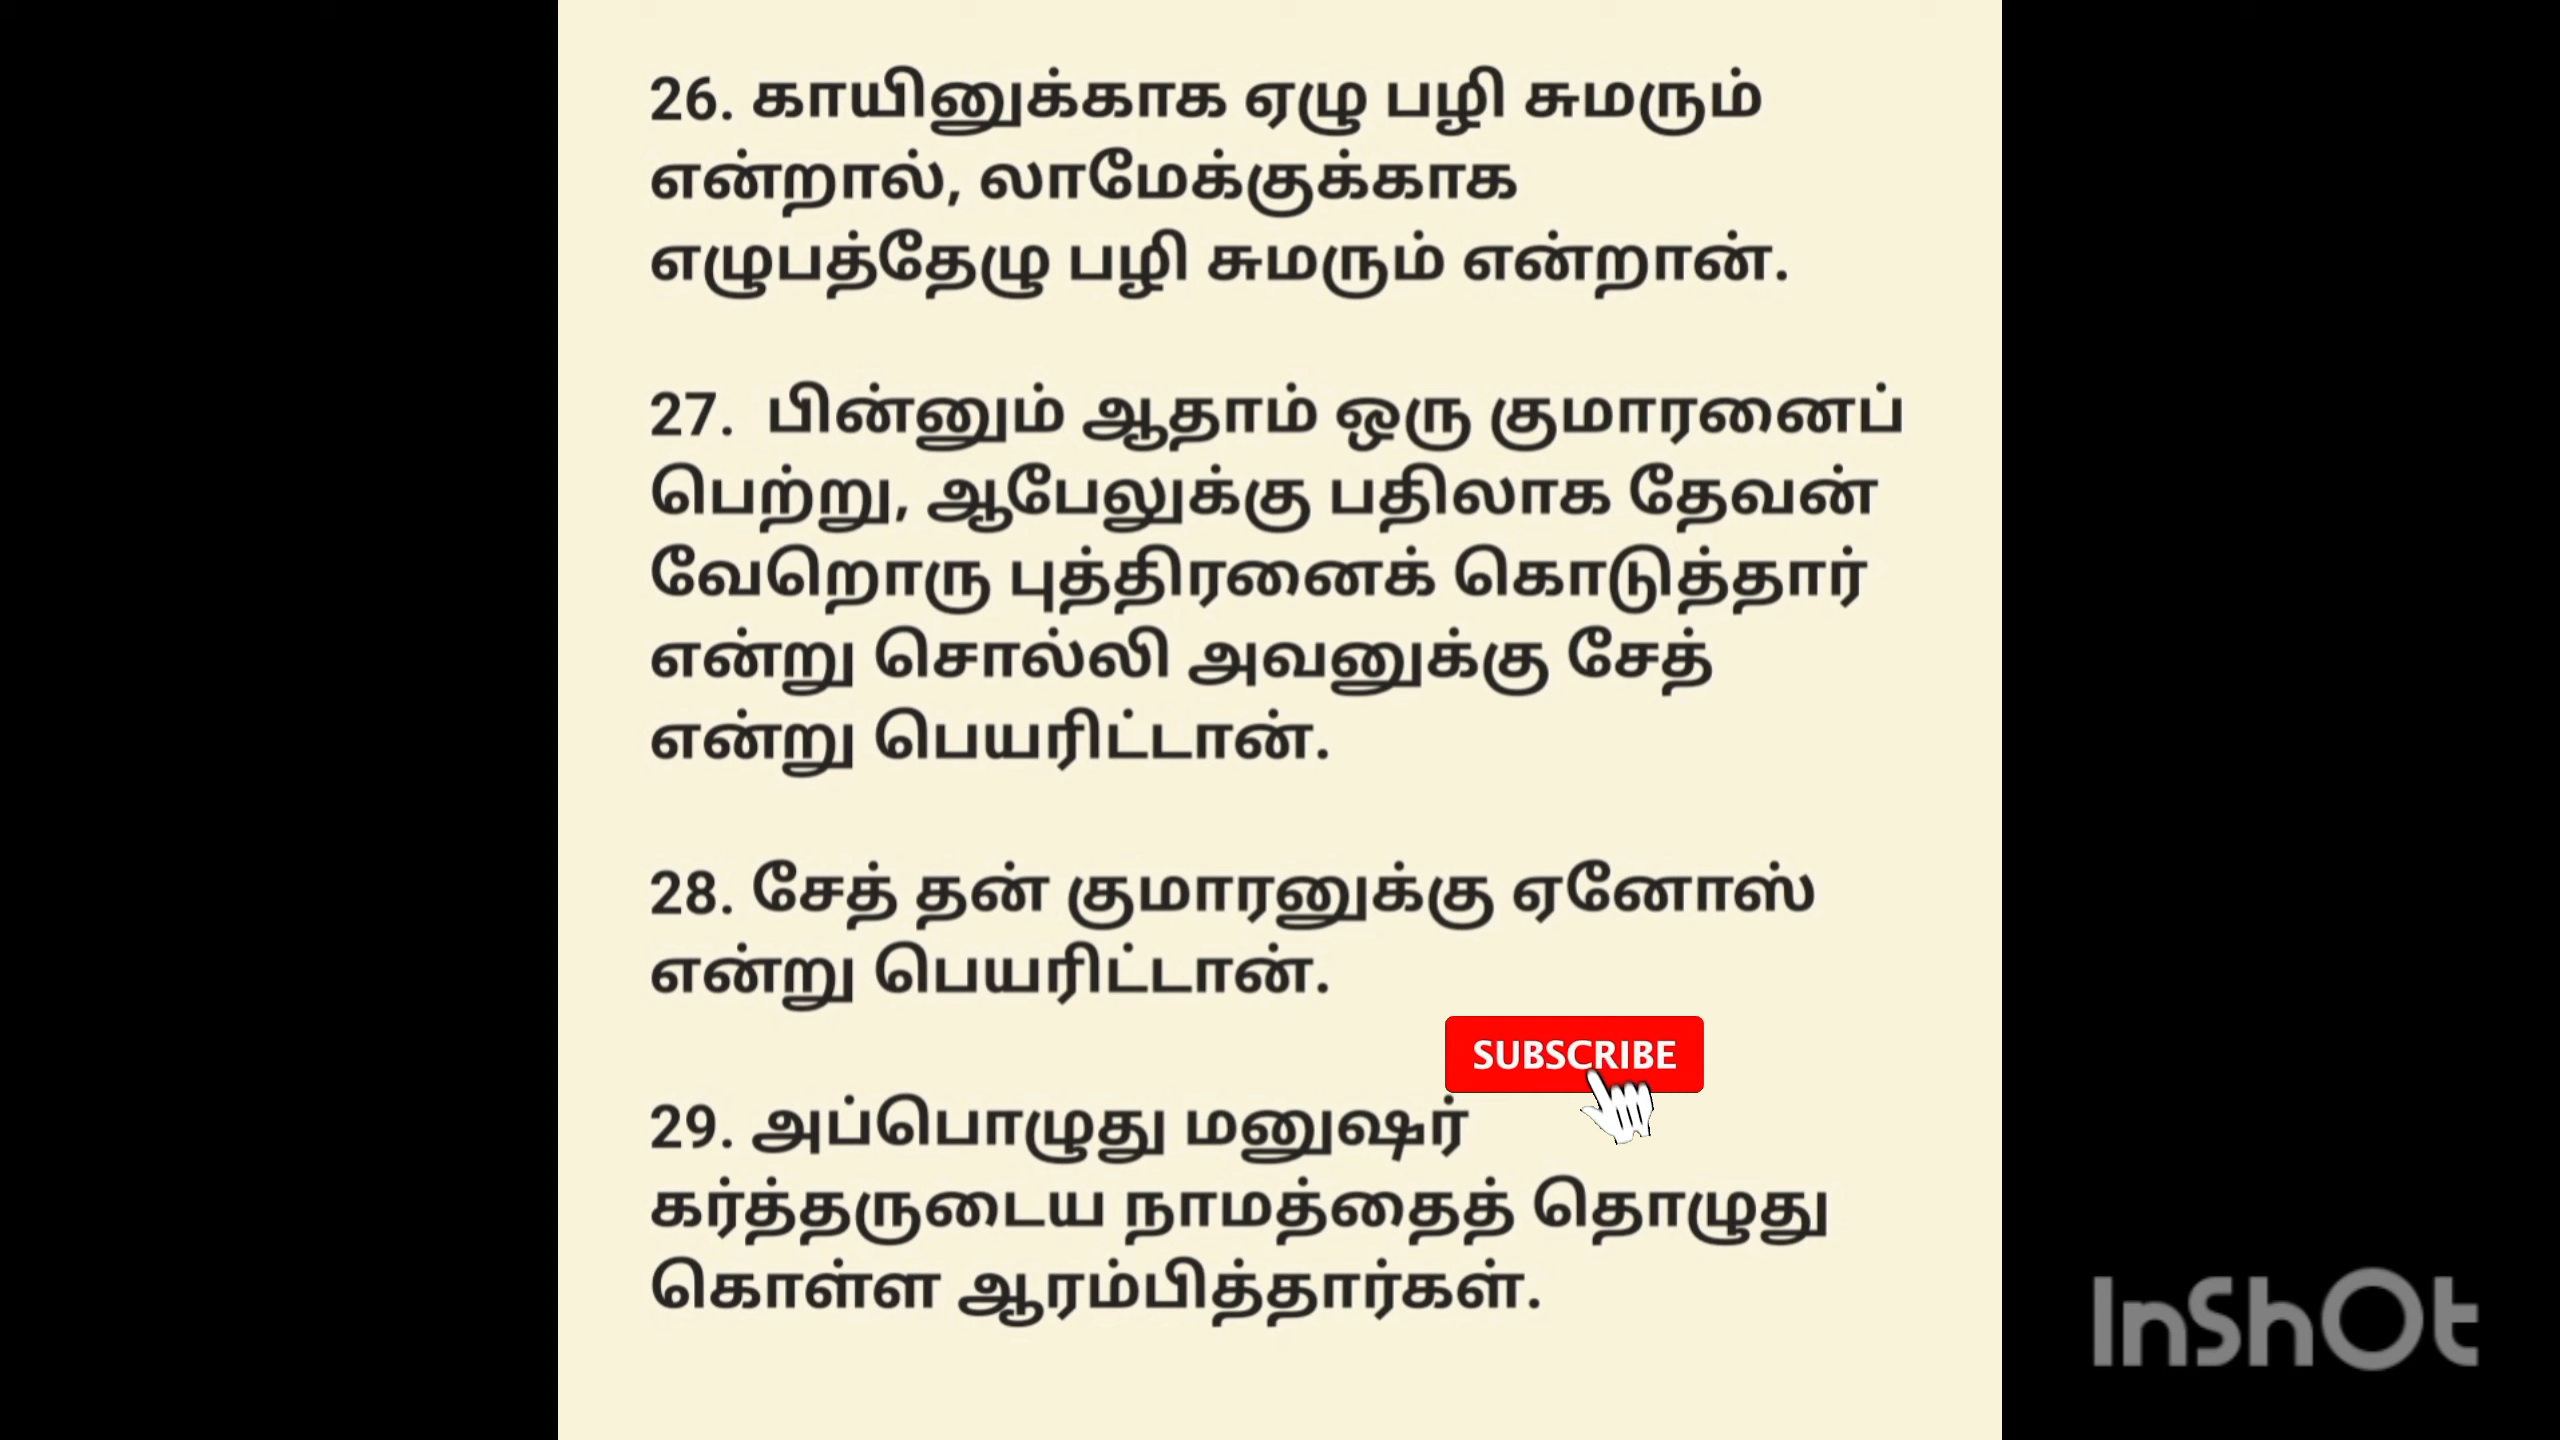 26. காயினுக்காக ஏழு பழி சுமரும்
என்றால், லாமேக்குக்காக
எழுபத்தேழு பழி சுமரும் என்றான்.
27. பின்னும் ஆதாம் ஒரு குமாரனைப்
பெற்று, ஆபேலுக்கு பதிலாக தேவன்
வேறொரு புத்திரனைக் கொடுத்தார்
என்று சொல்லி அவனுக்கு சேத்
என்று பெயரிட்டான்.
28. சேத் தன் குமாரனுக்கு ஏனோஸ்
என்று பெயரிட்டான்.
SUBSCRIBE
29. அப்பொழுது மனுஷர்
கர்த்தருடைய நாமத்தைத் தொழுது
கொள்ள ஆரம்பித்தார்கள்.
InShOt